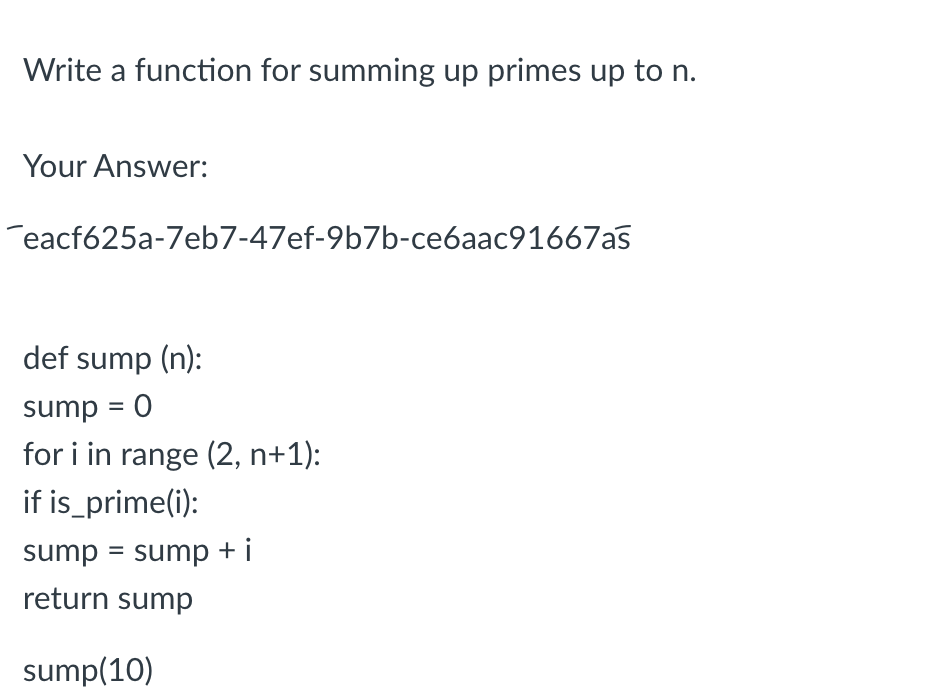 Write a function for summing up primes up to n.
Your Answer:
eacf625a-7eb7-47ef-9b7b-ce6aac91667as
def sump (n):
sump = 0
for i in range (2, n+1):
if is_prime(i):
sump = sump + i
return sump
sump(10)